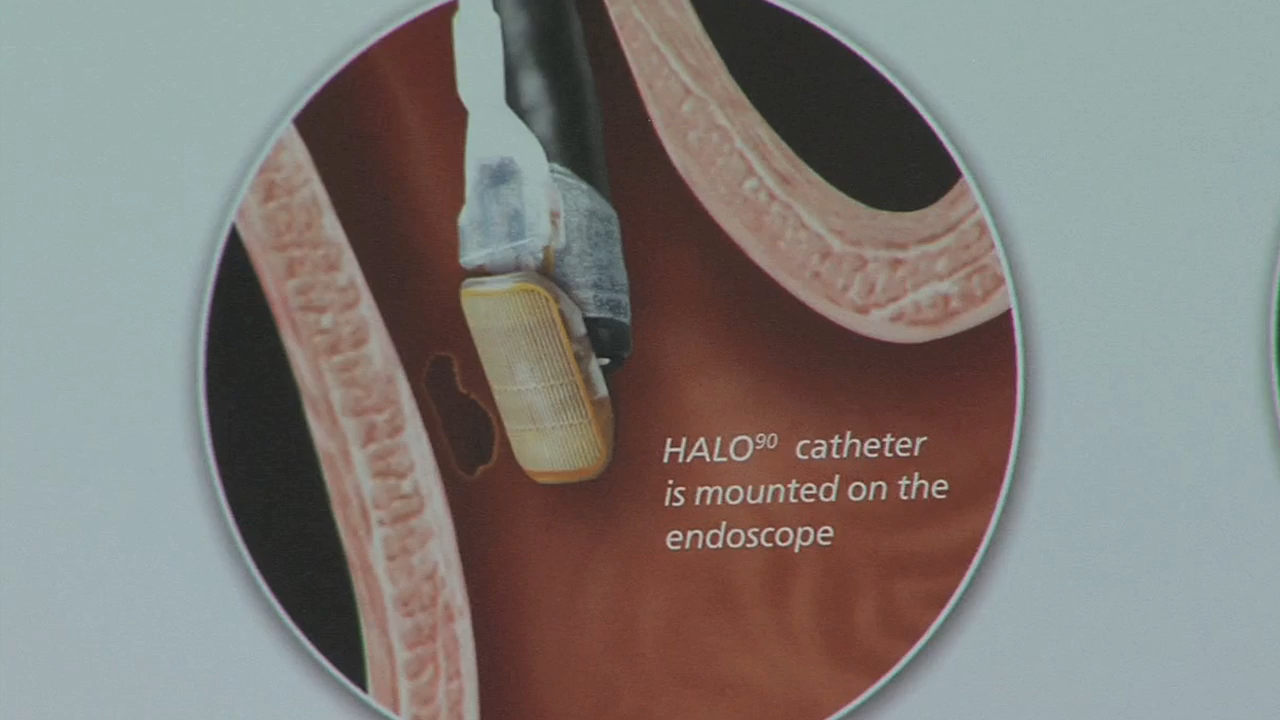 HALO⁹⁰ catheter
is mounted on the
endoscope